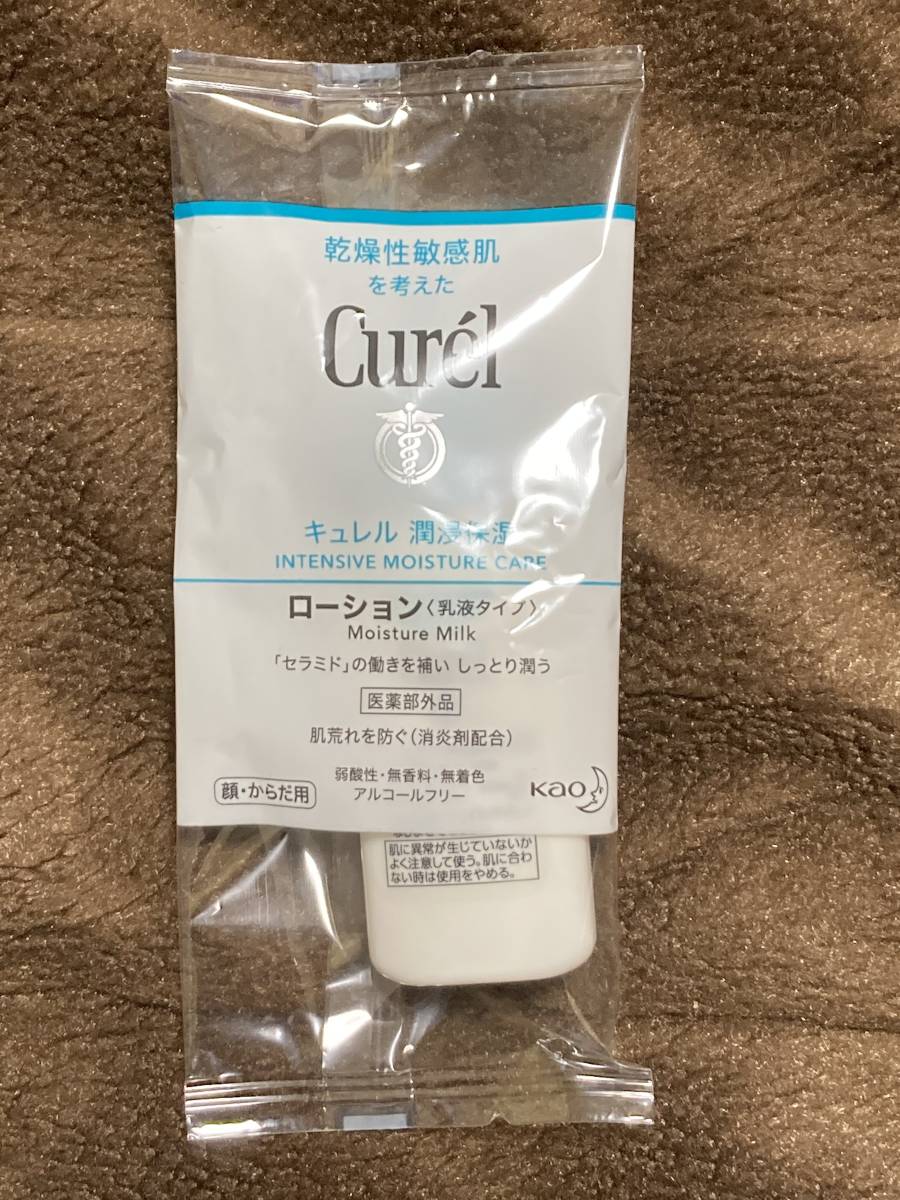 乾燥性敏感肌
を考えた
Curél
キュレル 潤浸保湿
INTENSIVE MOISTURE CARE
ローション〈乳液タイプ〉
Moisture Milk
「セラミド」の働きを補い しっとり潤う
医薬部外品
肌荒れを防ぐ(消炎剤配合)
弱酸性・無香料・無着色
アルコールフリー
顔・からだ用
Kao
肌に異常が生じていないか
よく注意して使う。肌に合わ
ない時は使用をやめる。